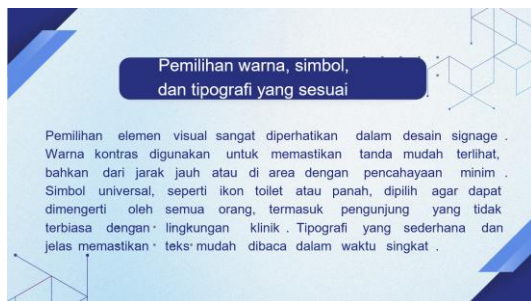 Pemilihan warna, simbol,
dan tipografi yang sesuai
Pemilihan elemen visual sangat diperhatikan dalam desain signage .
Warna kontras digunakan untuk memastikan tanda mudah terlihat,
bahkan dari jarak jauh atau di area dengan pencahayaan minim .
Simbol universal, seperti ikon toilet atau panah, dipilih agar dapat
dimengerti oleh semua orang, termasuk pengunjung yang tidak
terbiasa dengan lingkungan klinik . Tipografi yang sederhana dan
jelas memastikan teks mudah dibaca dalam waktu singkat .